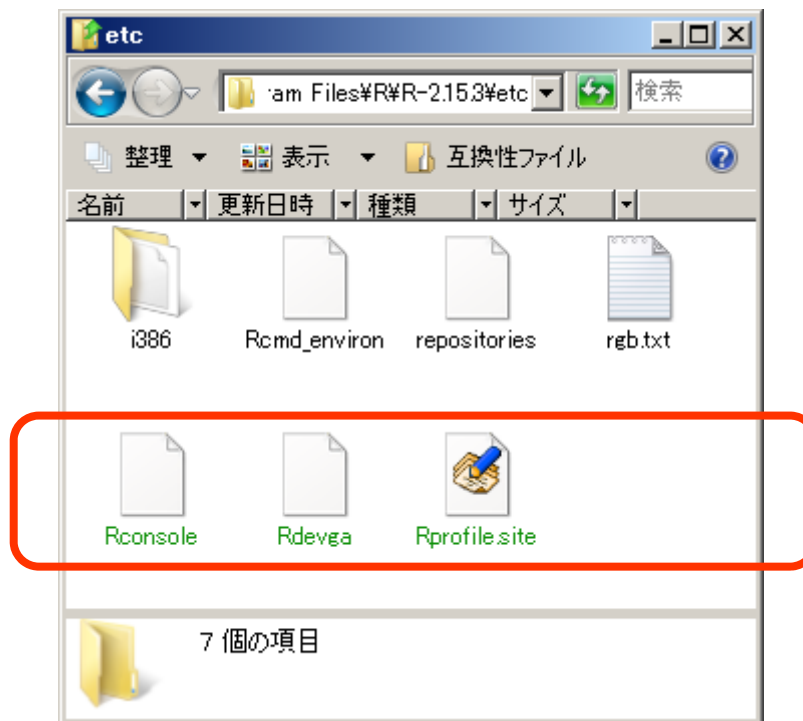 etc
ram Files¥R¥R-2.15.3¥etc 検索
整理 表示 互換性ファイル
名前 更新日時 種類 サイズ
i386 Rcmd_environ repositories rgb.txt
Rconsole Rdevga Rprofile.site
7 個の項目